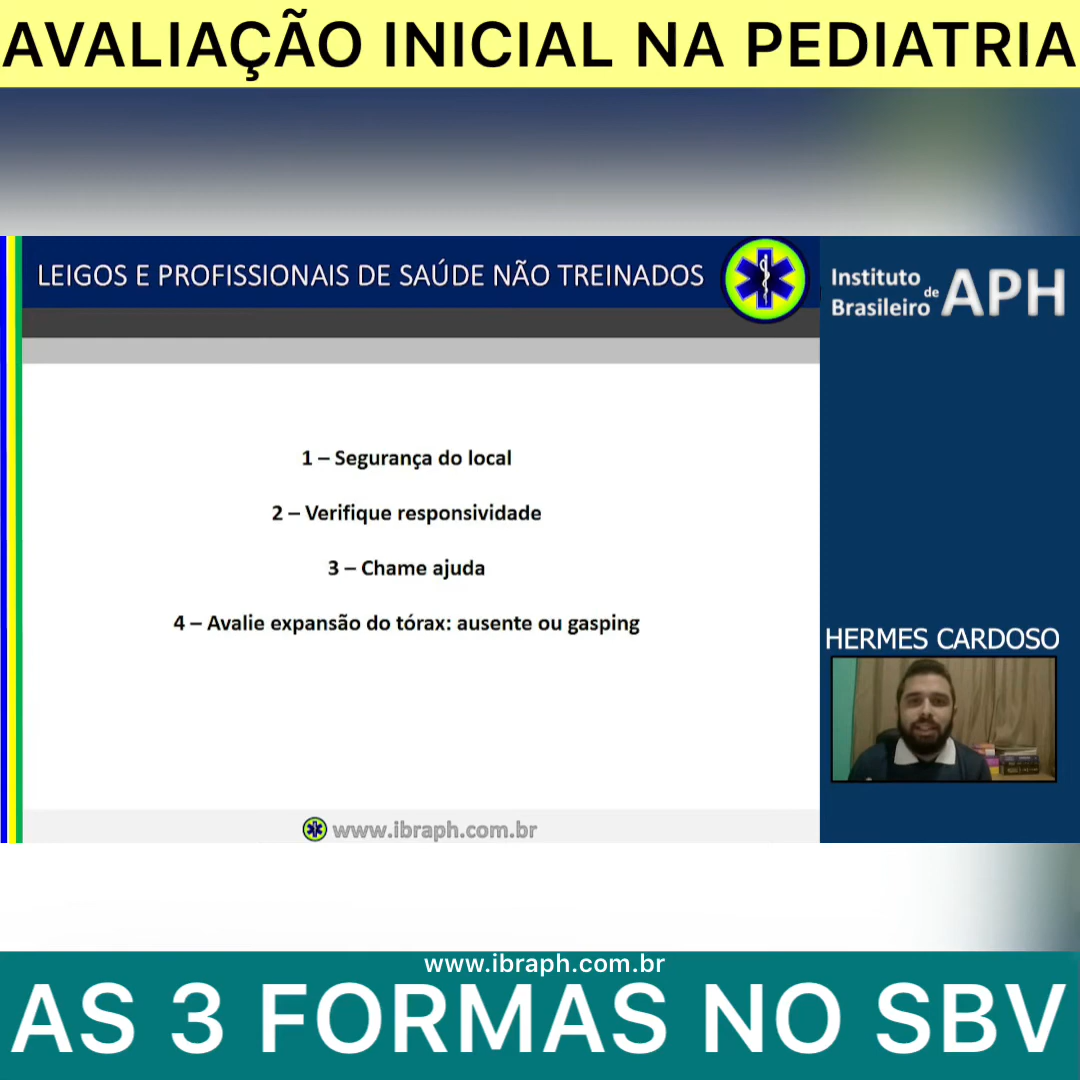 AVALIAÇÃO INICIAL NA PEDIATRIA
LEIGOS E PROFISSIONAIS DE SAÚDE NÃO TREINADOS
Instituto
Brasileiro de APH
1 – Segurança do local
2 – Verifique responsividade
3 – Chame ajuda
4 – Avalie expansão do tórax: ausente ou gasping
HERMES CARDOSO
www.ibraph.com.br
www.ibraph.com.br
AS 3 FORMAS NO SBV